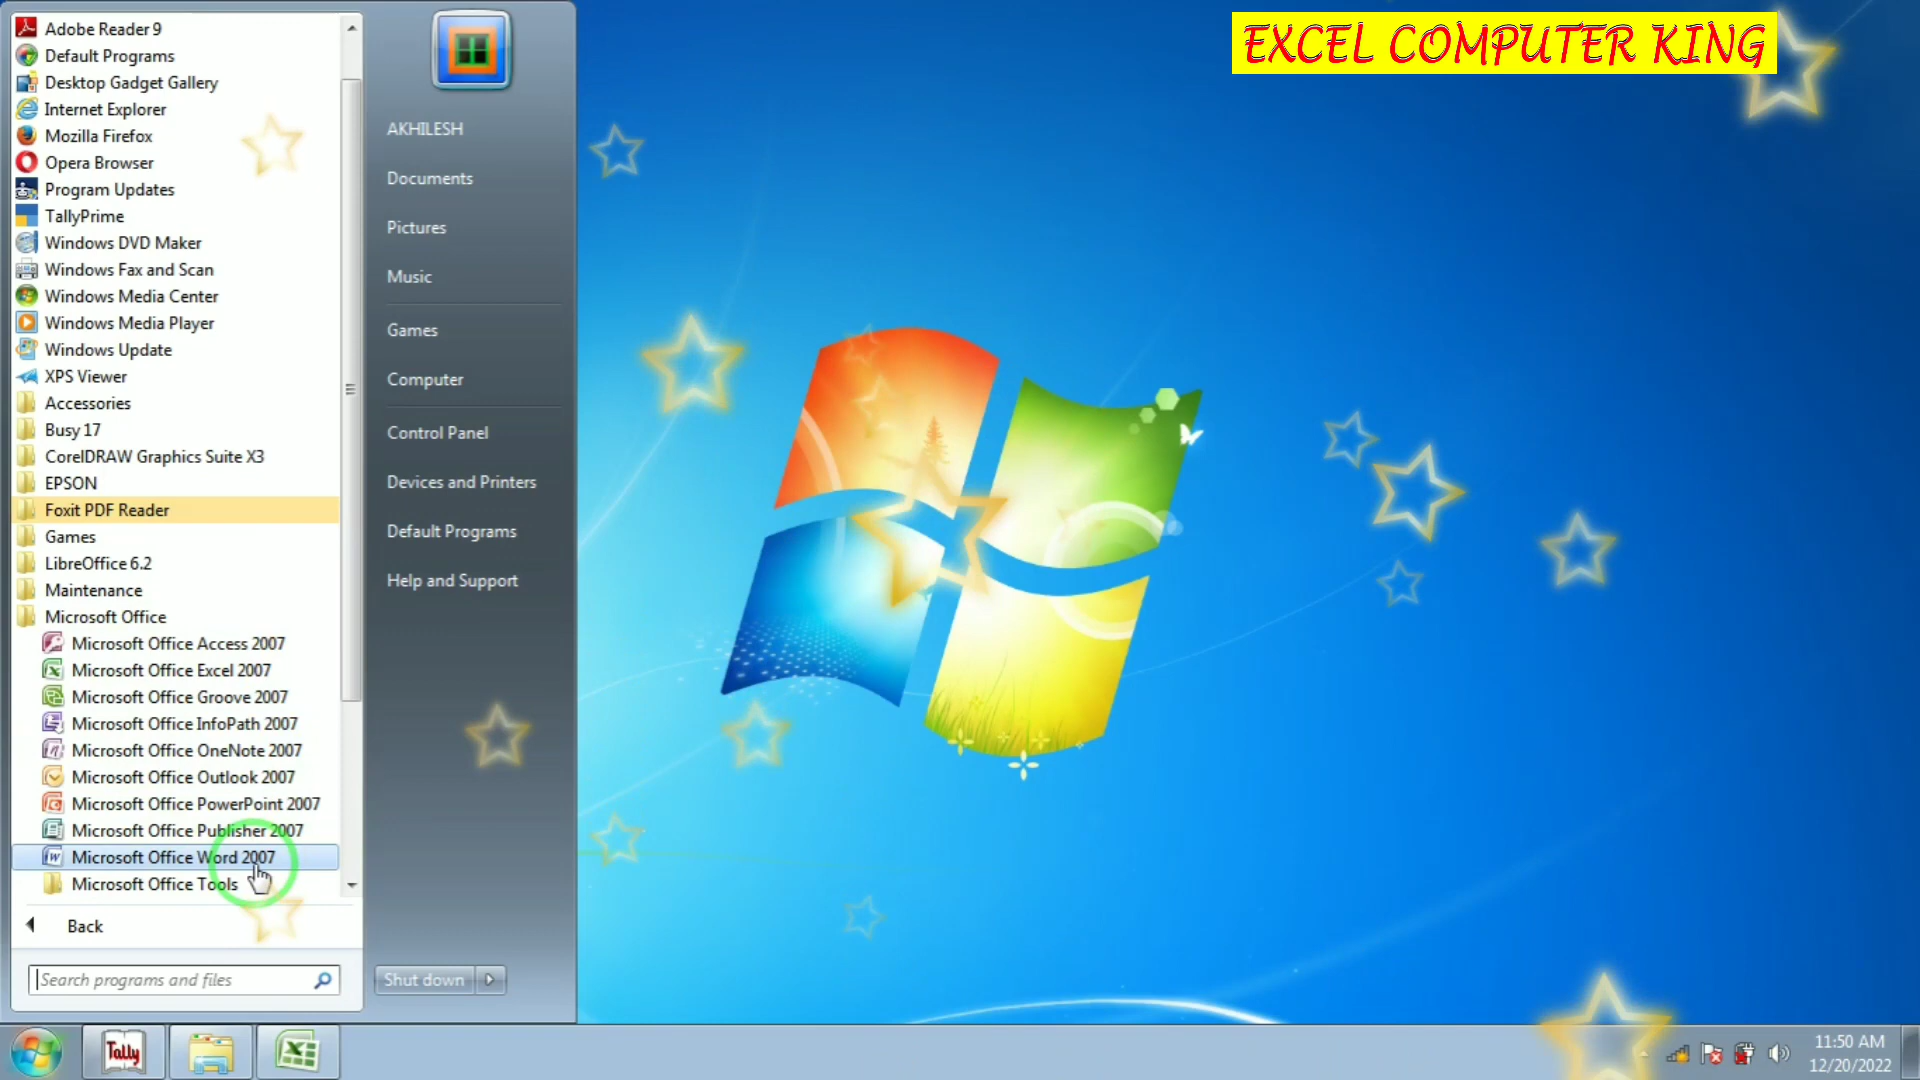 EXCEL COMPUTER KING
Adobe Reader 9
Default Programs
Desktop Gadget Gallery
Internet Explorer
Mozilla Firefox
Opera Browser
Program Updates
TallyPrime
Windows DVD Maker
Windows Fax and Scan
Windows Media Center
Windows Media Player
Windows Update
XPS Viewer
Accessories
Busy 17
CorelDRAW Graphics Suite X3
EPSON
Foxit PDF Reader
Games
LibreOffice 6.2
Maintenance
Microsoft Office
Microsoft Office Access 2007
Microsoft Office Excel 2007
Microsoft Office Groove 2007
Microsoft Office InfoPath 2007
Microsoft Office OneNote 2007
Microsoft Office Outlook 2007
Microsoft Office PowerPoint 2007
Microsoft Office Publisher 2007
Microsoft Office Word 2007
Microsoft Office Tools
Back
Search programs and files
AKHILESH
Documents
Pictures
Music
Games
Computer
Control Panel
Devices and Printers
Default Programs
Help and Support
Shut down
Tally
11:50 AM
12/20/2022